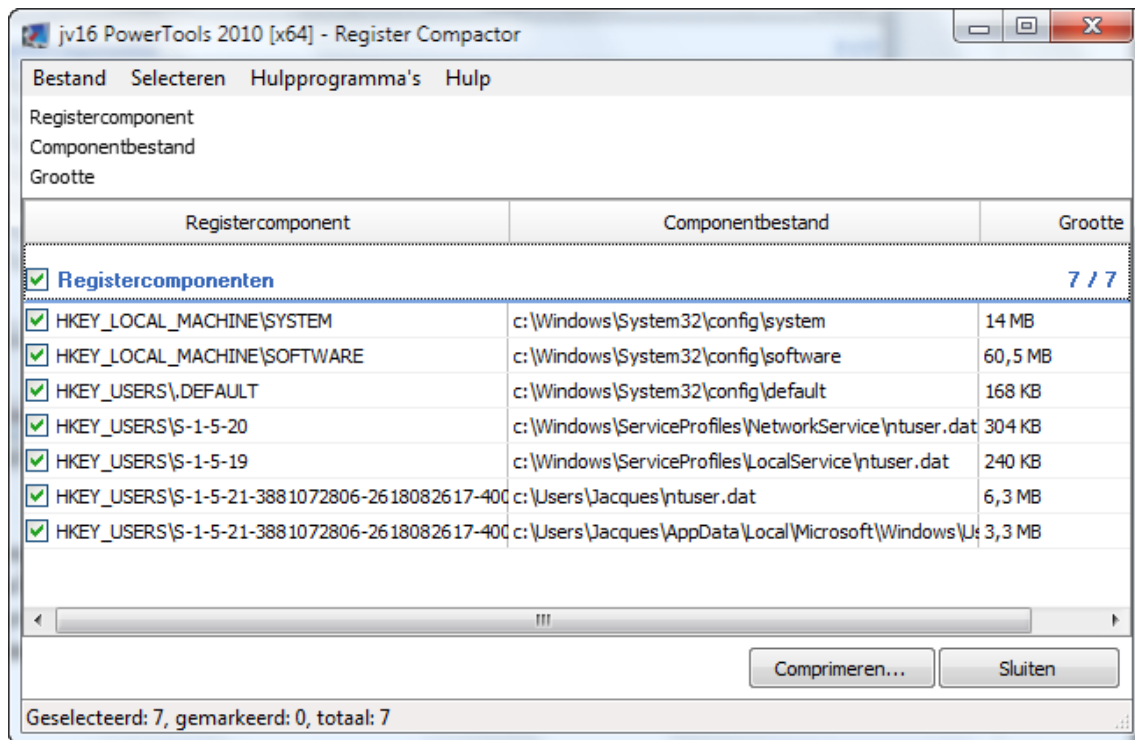 jv16 PowerTools 2010 [x64] - Register Compactor
Bestand Selecteren Hulpprogramma's Hulp
Registercomponent
Componentbestand
Grootte
Registercomponent Componentbestand Grootte
Registercomponenten 7 / 7
HKEY_LOCAL_MACHINE\SYSTEM c:\Windows\System32\config\system 14 MB
HKEY_LOCAL_MACHINE\SOFTWARE c:\Windows\System32\config\software 60,5 MB
HKEY_USERS\.DEFAULT c:\Windows\System32\config\default 168 KB
HKEY_USERS\S-1-5-20 c:\Windows\ServiceProfiles\NetworkService\ntuser.dat 304 KB
HKEY_USERS\S-1-5-19 c:\Windows\ServiceProfiles\LocalService\ntuser.dat 240 KB
HKEY_USERS\S-1-5-21-3881072806-2618082617-400 c:\Users\Jacques\ntuser.dat 6,3 MB
HKEY_USERS\S-1-5-21-3881072806-2618082617-400 c:\Users\Jacques\AppData\Local\Microsoft\Windows\Us 3,3 MB
Comprimeren... Sluiten
Geselecteerd: 7, gemarkeerd: 0, totaal: 7